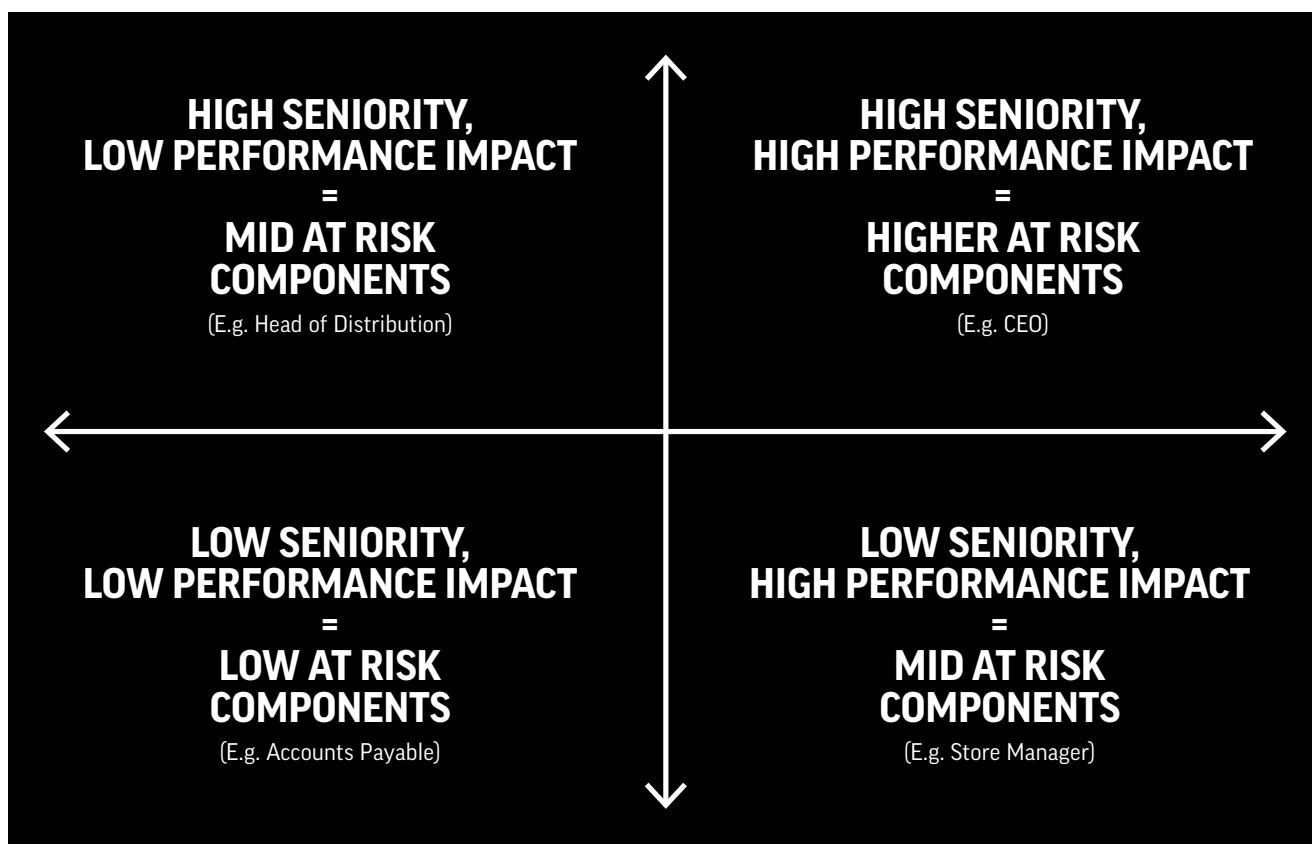 HIGH SENIORITY,
LOW PERFORMANCE IMPACT
=
MID AT RISK
COMPONENTS
(E.g. Head of Distribution)
HIGH SENIORITY,
HIGH PERFORMANCE IMPACT
=
HIGHER AT RISK
COMPONENTS
(E.g. CEO)
LOW SENIORITY,
LOW PERFORMANCE IMPACT
=
LOW AT RISK
COMPONENTS
(E.g. Accounts Payable)
LOW SENIORITY,
HIGH PERFORMANCE IMPACT
=
MID AT RISK
COMPONENTS
(E.g. Store Manager)